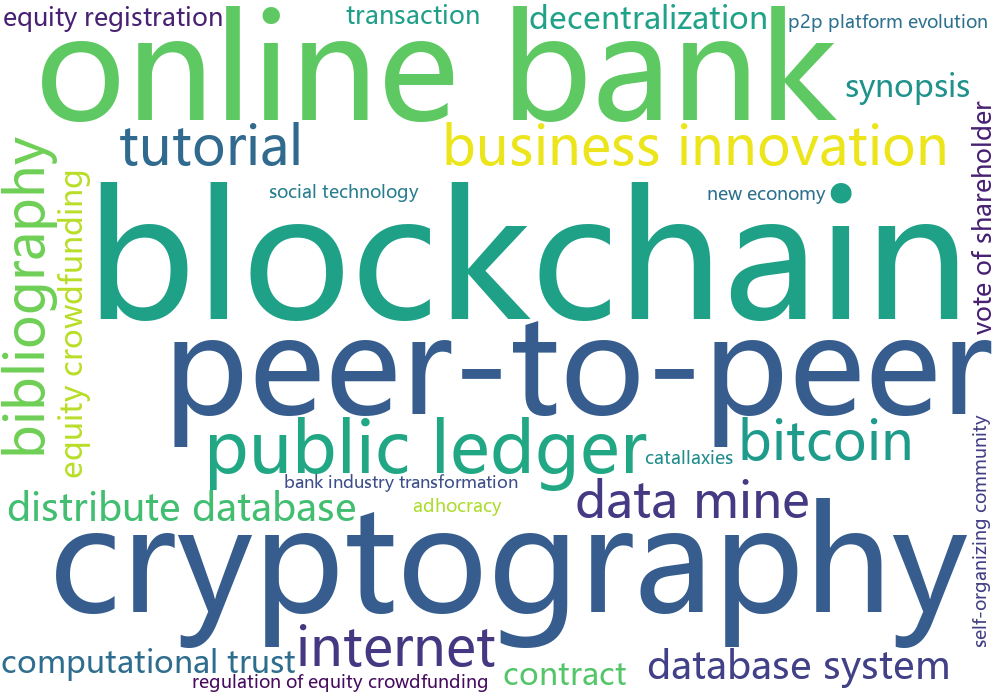 equity registration
transaction
decentralization
p2p platform evolution
online bank
synopsis
tutorial
business innovation
vote of shareholder
bibliography
equity crowdfunding
social technology
new economy
blockchain
peer-to-peer
public ledger
bitcoin
catallaxies
bank industry transformation
data mine
distribute database
adhocracy
self-organizing community
cryptography
internet
computational trust
contract
database system
regulation of equity crowdfunding